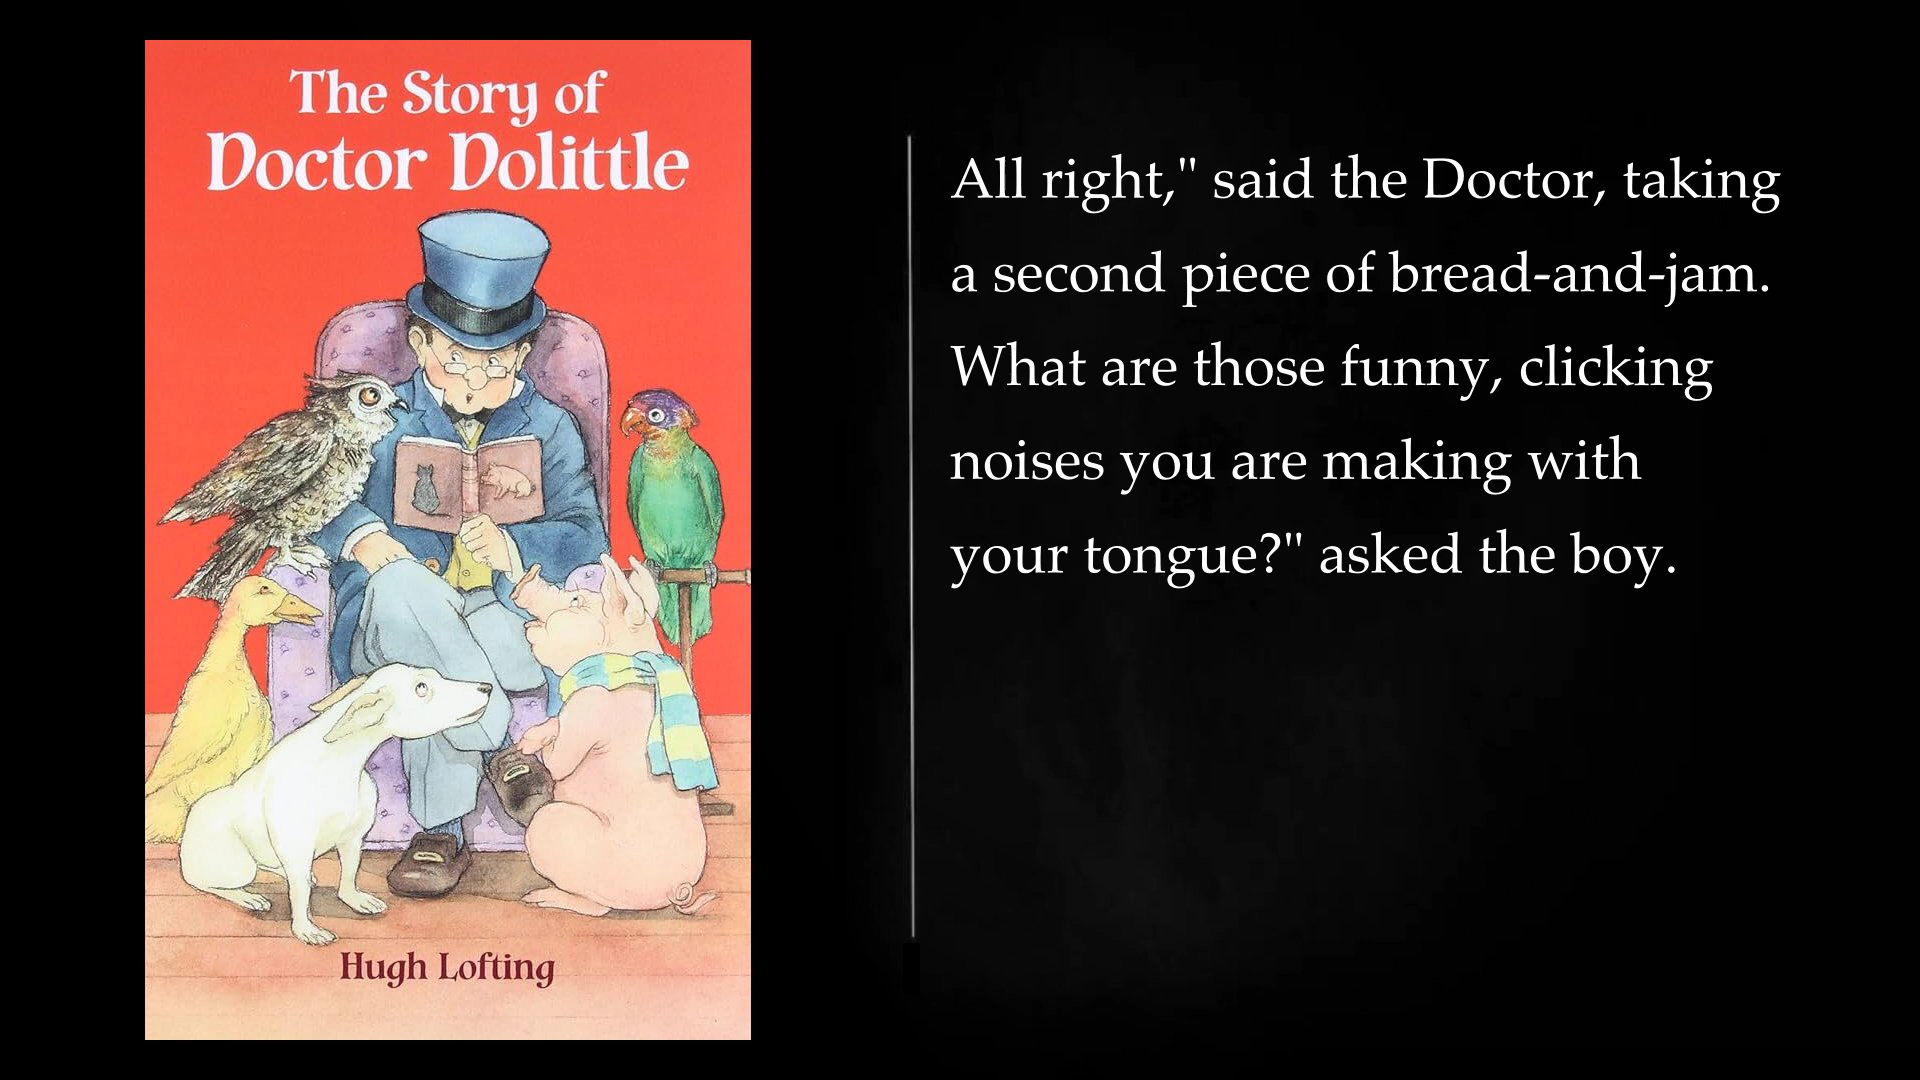 The Story of
Doctor Dolittle
Hugh Lofting
All right," said the Doctor, taking
a second piece of bread-and-jam.
What are those funny, clicking
noises you are making with
your tongue?" asked the boy.